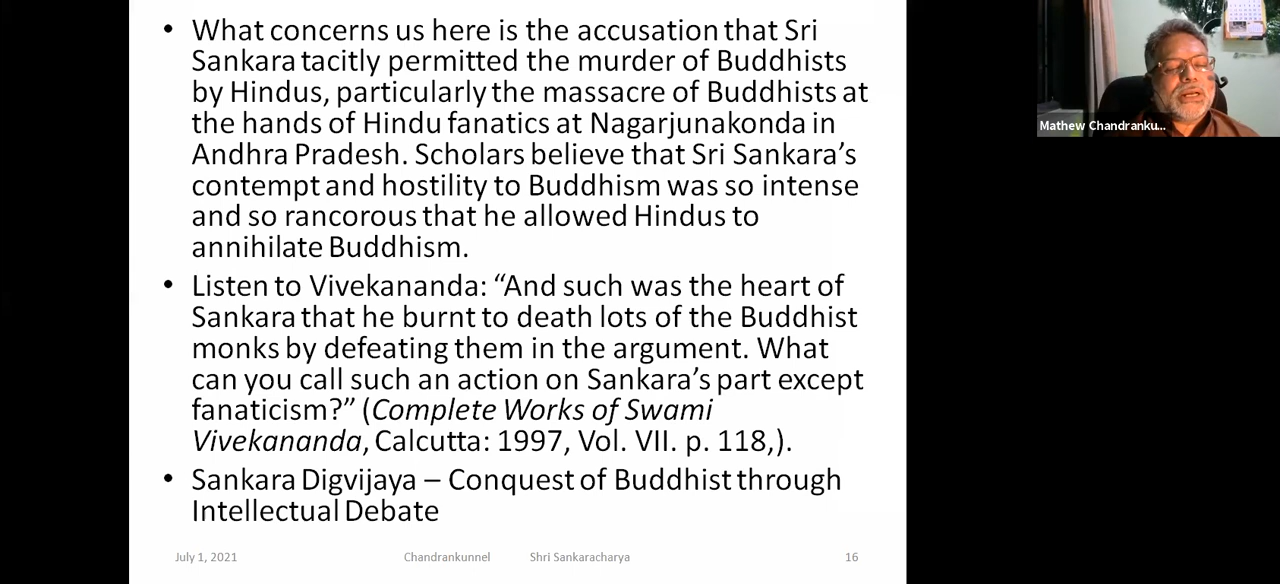 • What concerns us here is the accusation that Sri
Sankara tacitly permitted the murder of Buddhists
by Hindus, particularly the massacre of Buddhists at
the hands of Hindu fanatics at Nagarjunakonda in
Andhra Pradesh. Scholars believe that Sri Sankara’s
contempt and hostility to Buddhism was so intense
and so rancorous that he allowed Hindus to
annihilate Buddhism.
• Listen to Vivekananda: “And such was the heart of
Sankara that he burnt to death lots of the Buddhist
monks by defeating them in the argument. What
can you call such an action on Sankara’s part except
fanaticism?” (Complete Works of Swami
Vivekananda, Calcutta: 1997, Vol. VII. p. 118,).
• Sankara Digvijaya – Conquest of Buddhist through
Intellectual Debate
July 1, 2021 Chandrankunnel Shri Sankaracharya 16
Mathew Chandranku...